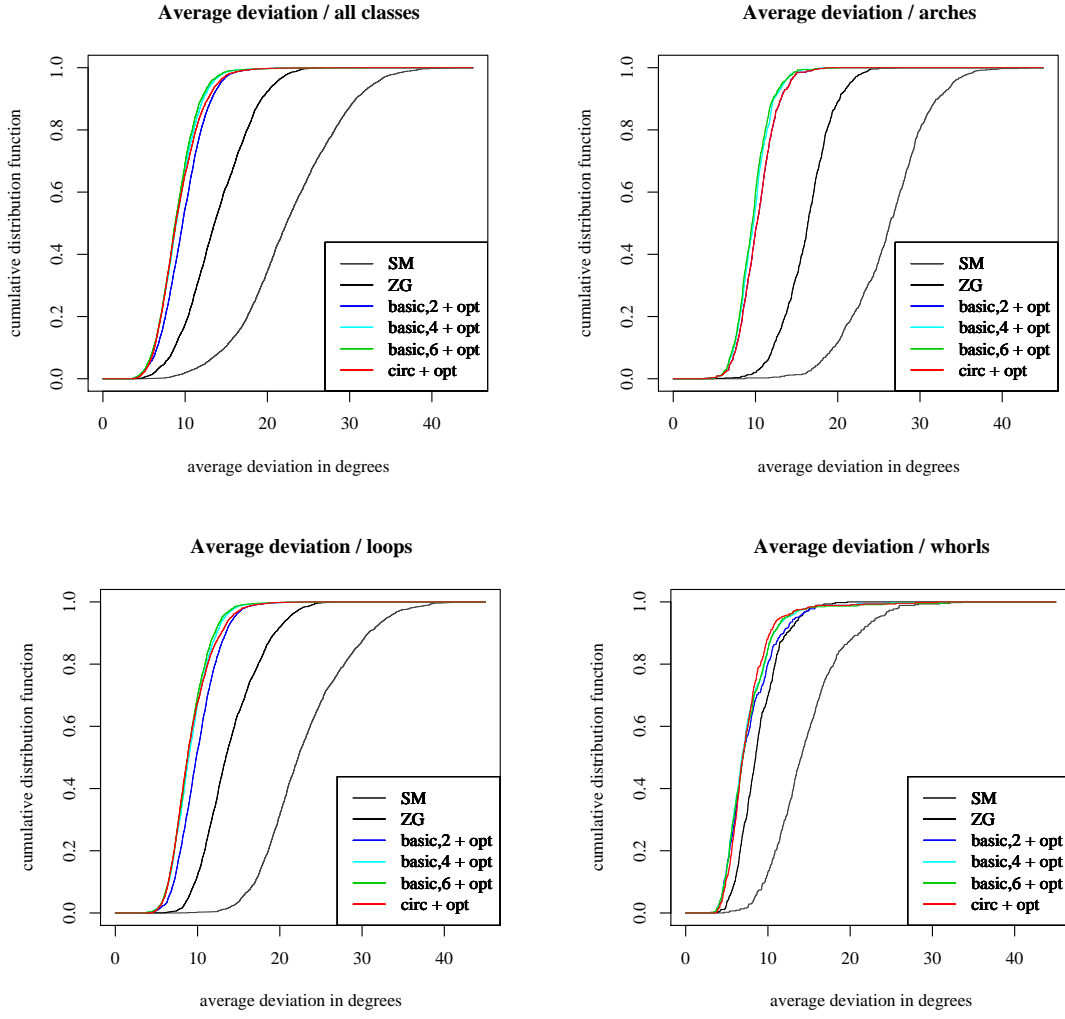 Average deviation / all classes
cumulative distribution function
0.0 0.2 0.4 0.6 0.8 1.0
SM
ZG
basic,2 + opt
basic,4 + opt
basic,6 + opt
circ + opt
0 10 20 30 40
average deviation in degrees
Average deviation / arches
cumulative distribution function
0.0 0.2 0.4 0.6 0.8 1.0
SM
ZG
basic,2 + opt
basic,4 + opt
basic,6 + opt
circ + opt
0 10 20 30 40
average deviation in degrees
Average deviation / loops
cumulative distribution function
0.0 0.2 0.4 0.6 0.8 1.0
SM
ZG
basic,2 + opt
basic,4 + opt
basic,6 + opt
circ + opt
0 10 20 30 40
average deviation in degrees
Average deviation / whorls
cumulative distribution function
0.0 0.2 0.4 0.6 0.8 1.0
SM
ZG
basic,2 + opt
basic,4 + opt
basic,6 + opt
circ + opt
0 10 20 30 40
average deviation in degrees